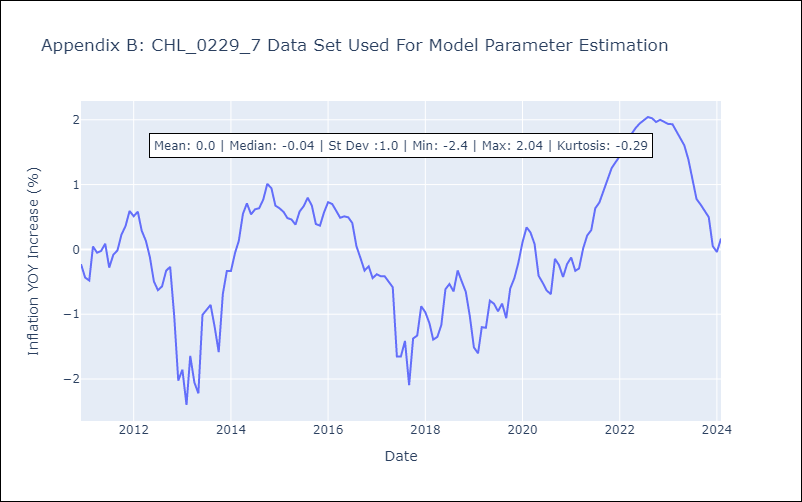 Appendix B: CHL_0229_7 Data Set Used For Model Parameter Estimation
Mean: 0.0 | Median: -0.04 | St Dev :1.0 | Min: -2.4 | Max: 2.04 | Kurtosis: -0.29
Inflation YOY Increase (%)
2
1
0
−1
−2
2012 2014 2016 2018 2020 2022 2024
Date